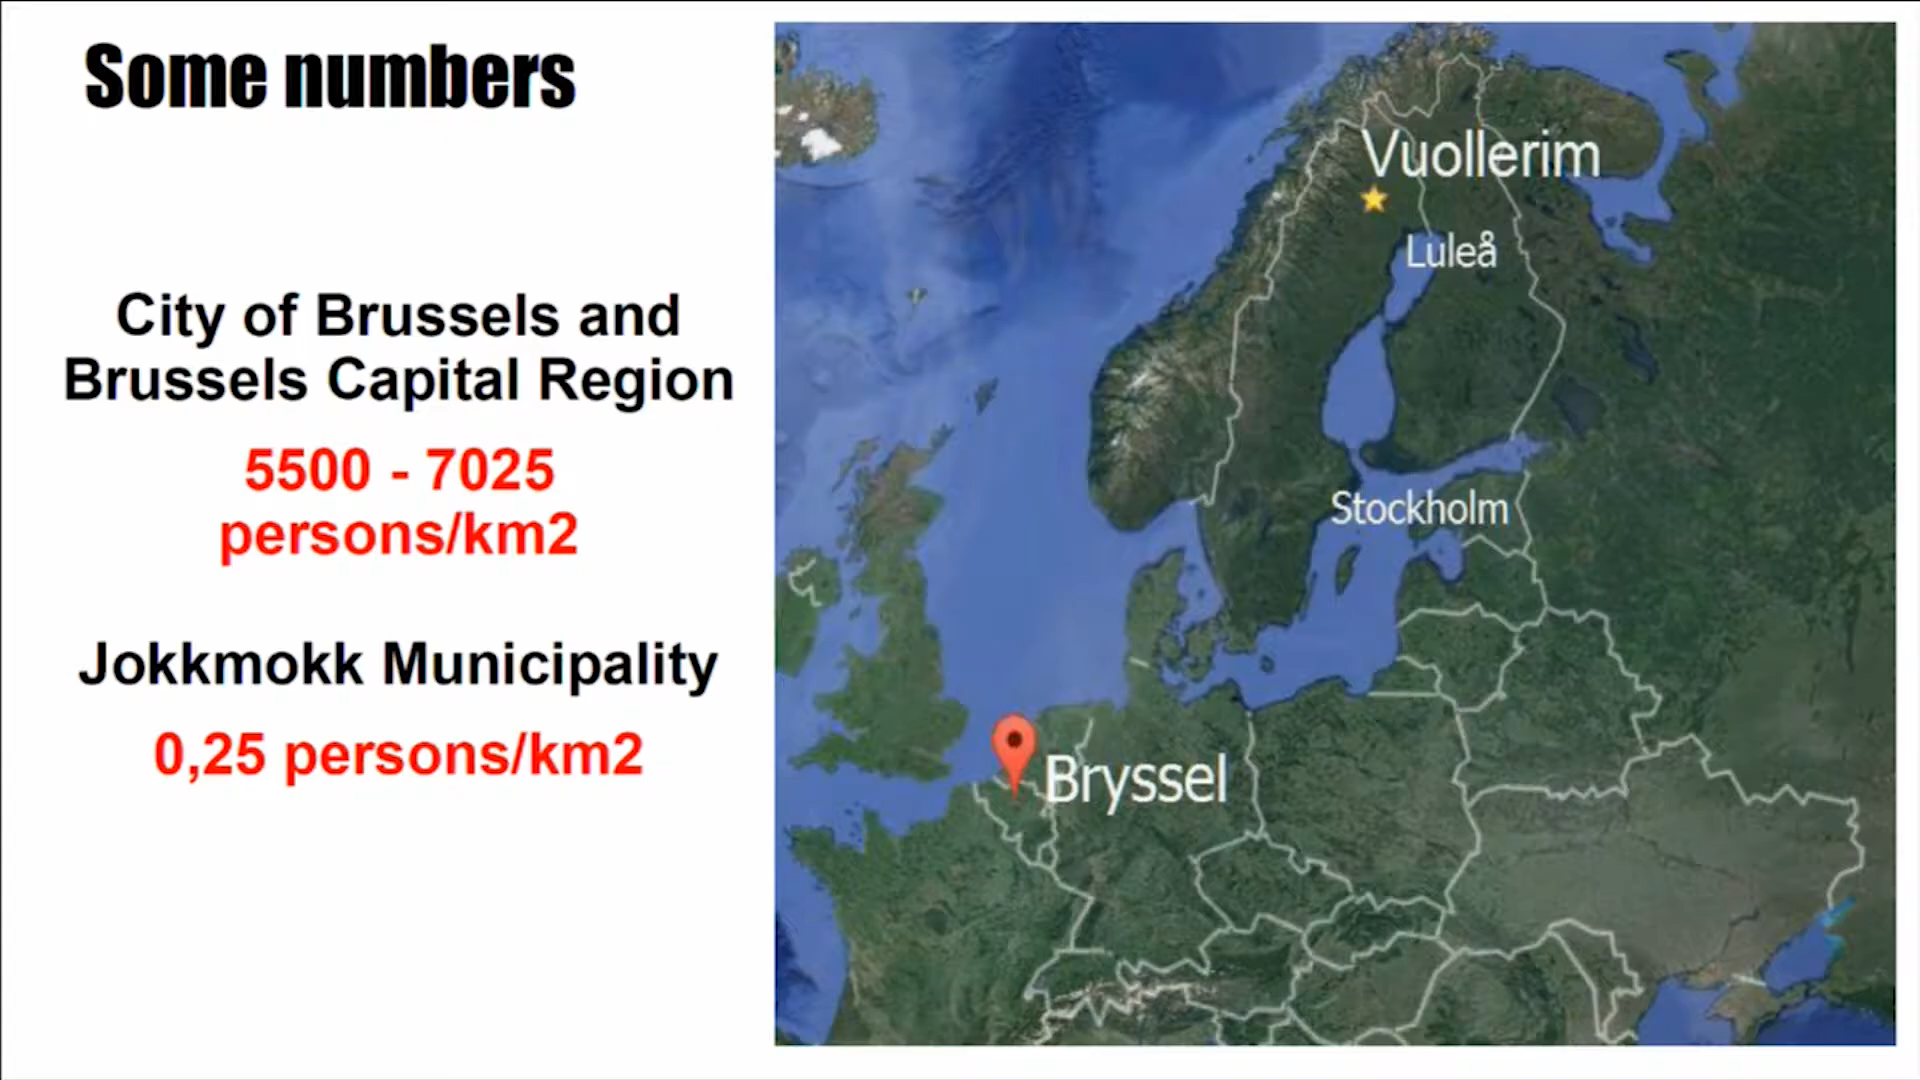 Some numbers
City of Brussels and
Brussels Capital Region
5500 - 7025
persons/km2
Jokkmokk Municipality
0,25 persons/km2
Vuollerim
Luleå
Stockholm
Bryssel